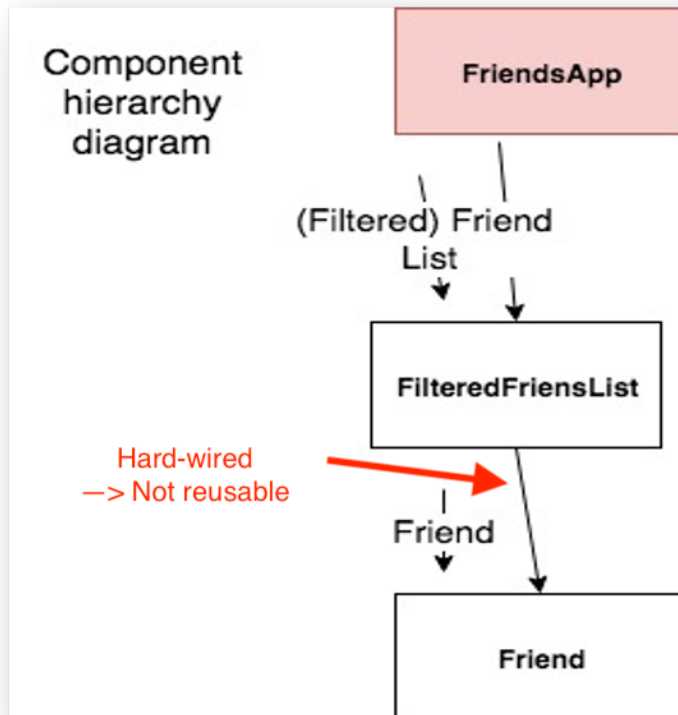 Component
hierarchy
diagram
FriendsApp
(Filtered) Friend
List
FilteredFriensList
Hard-wired
—> Not reusable
Friend
Friend